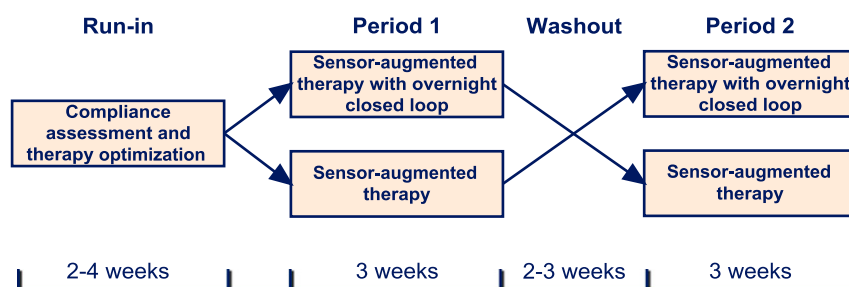 Run-in
Period 1
Washout
Period 2
Compliance
assessment and
therapy optimization
Sensor-augmented
therapy with overnight
closed loop
Sensor-augmented
therapy
Sensor-augmented
therapy with overnight
closed loop
Sensor-augmented
therapy
2-4 weeks
3 weeks
2-3 weeks
3 weeks